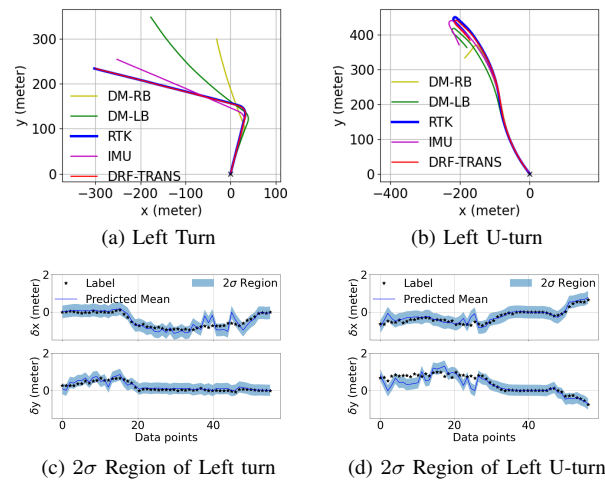 300
200
100
0
y (meter)
DM-RB
DM-LB
RTK
IMU
DRF-TRANS
−300 −200 −100 0 100
x (meter)
(a) Left Turn
400
300
200
100
0
y (meter)
DM-RB
DM-LB
RTK
IMU
DRF-TRANS
−400 −200 0
x (meter)
(b) Left U-turn
2
0
δx (meter)
Label
Predicted Mean
2σ Region
2
0
δy (meter)
0 20 40
Data points
(c) 2σ Region of Left turn
2
0
δx (meter)
Label
Predicted Mean
2σ Region
2
0
δy (meter)
0 20 40
Data points
(d) 2σ Region of Left U-turn